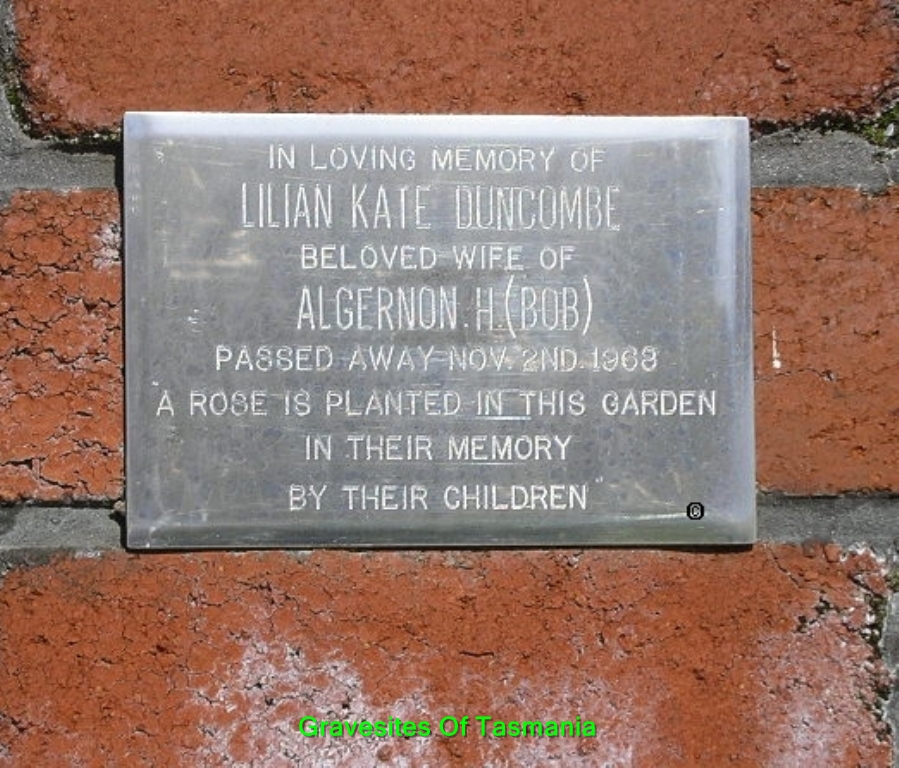 IN LOVING MEMORY OF
LILIAN KATE DUNCOMBE
BELOVED WIFE OF
ALGERNON. H.(BOB)
PASSED AWAY NOV. 2ND. 1968
"A ROSE IS PLANTED IN THIS GARDEN
IN THEIR MEMORY
BY THEIR CHILDREN"
©
Gravesites Of Tasmania